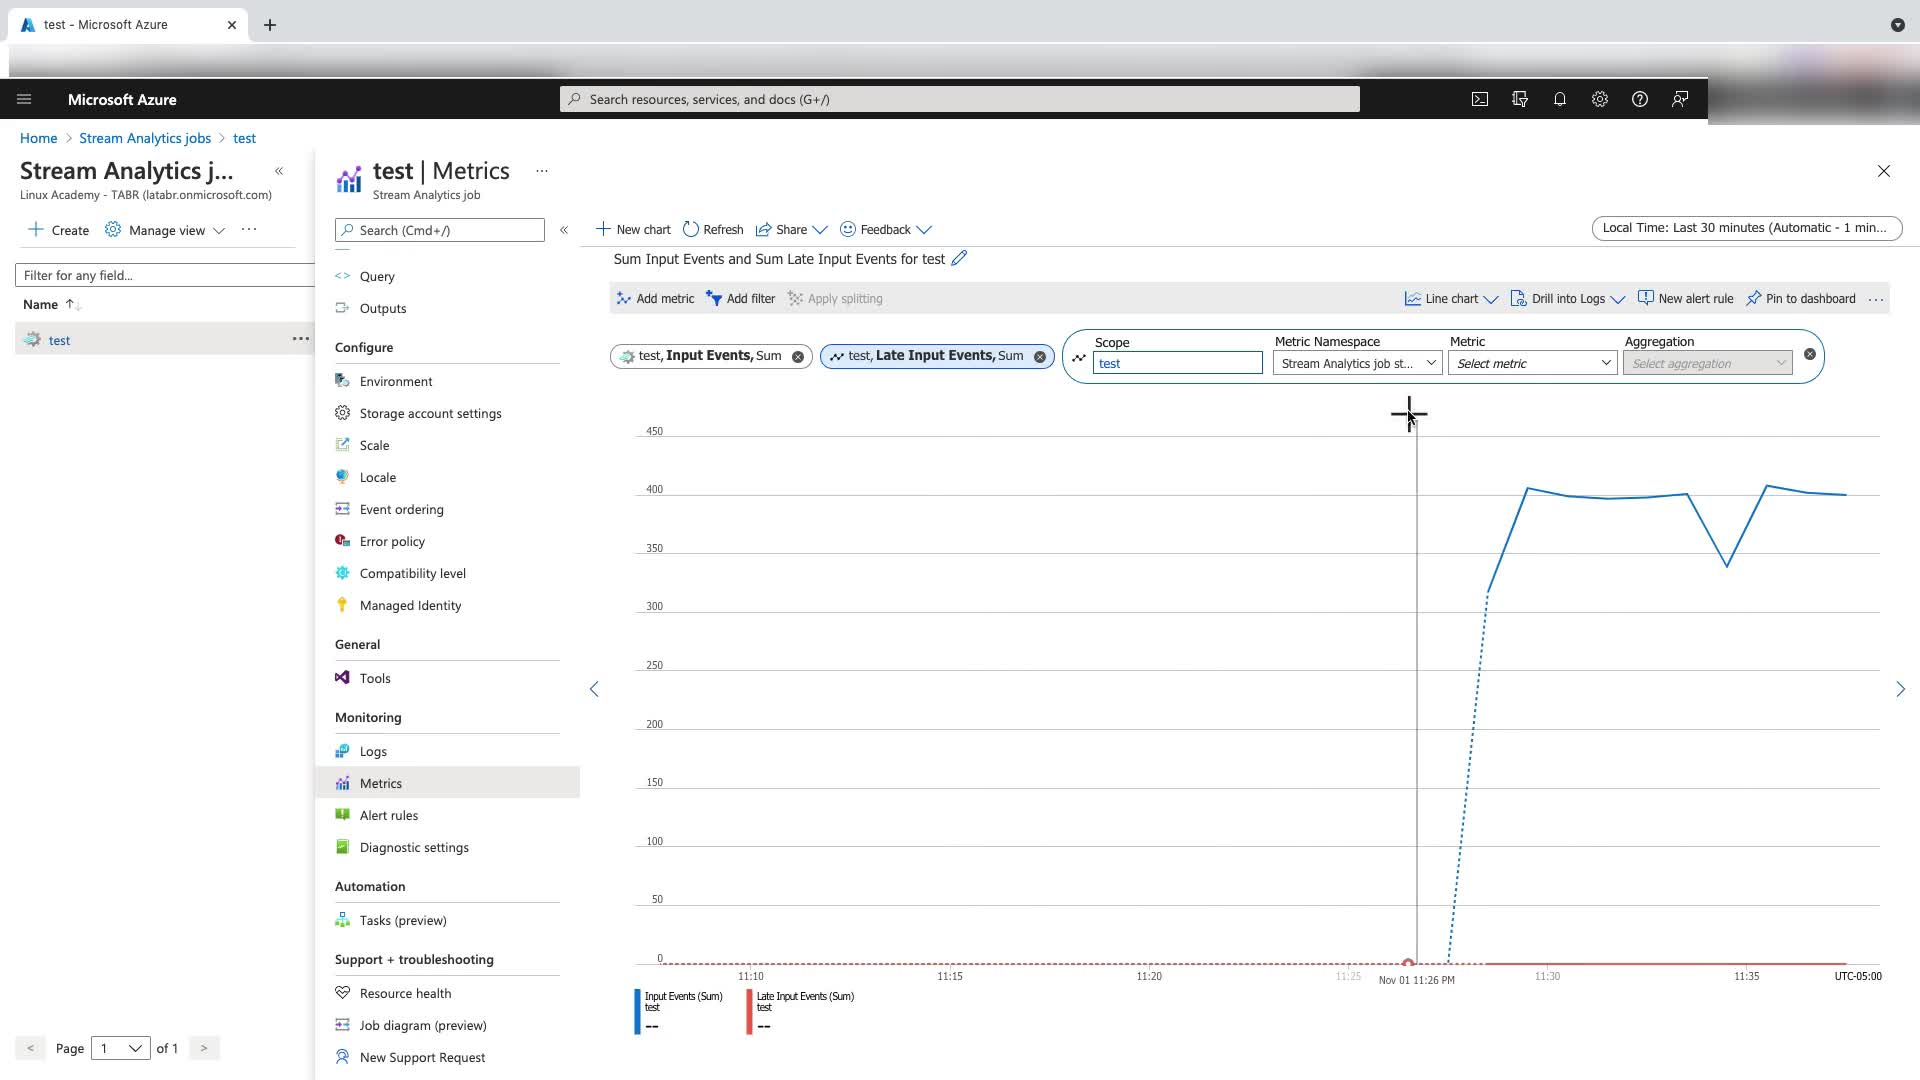 test - Microsoft Azure
Microsoft Azure
Search resources, services, and docs (G+/)
Home > Stream Analytics jobs > test
Stream Analytics j... «
Linux Academy - TABR (latabr.onmicrosoft.com)
+ Create Manage view ...
Filter for any field...
Name ↑↓
test ...
< Page 1 of 1 >
test | Metrics ...
Stream Analytics job
Search (Cmd+/) «
<> Query
Outputs
Configure
Environment
Storage account settings
Scale
Locale
Event ordering
Error policy
Compatibility level
Managed Identity
General
Tools
Monitoring
Logs
Metrics
Alert rules
Diagnostic settings
Automation
Tasks (preview)
Support + troubleshooting
Resource health
Job diagram (preview)
New Support Request
New chart Refresh Share Feedback Local Time: Last 30 minutes (Automatic - 1 min...
Sum Input Events and Sum Late Input Events for test
Add metric Add filter Apply splitting Line chart Drill into Logs New alert rule Pin to dashboard ...
test, Input Events, Sum test, Late Input Events, Sum
Scope Metric Namespace Metric Aggregation
test Stream Analytics job st... Select metric Select aggregation
450
400
350
300
250
200
150
100
50
0
11:10 11:15 11:20 11:25 Nov 01 11:26 PM 11:30 11:35 UTC-05:00
Input Events (Sum)
test
--
Late Input Events (Sum)
test
--